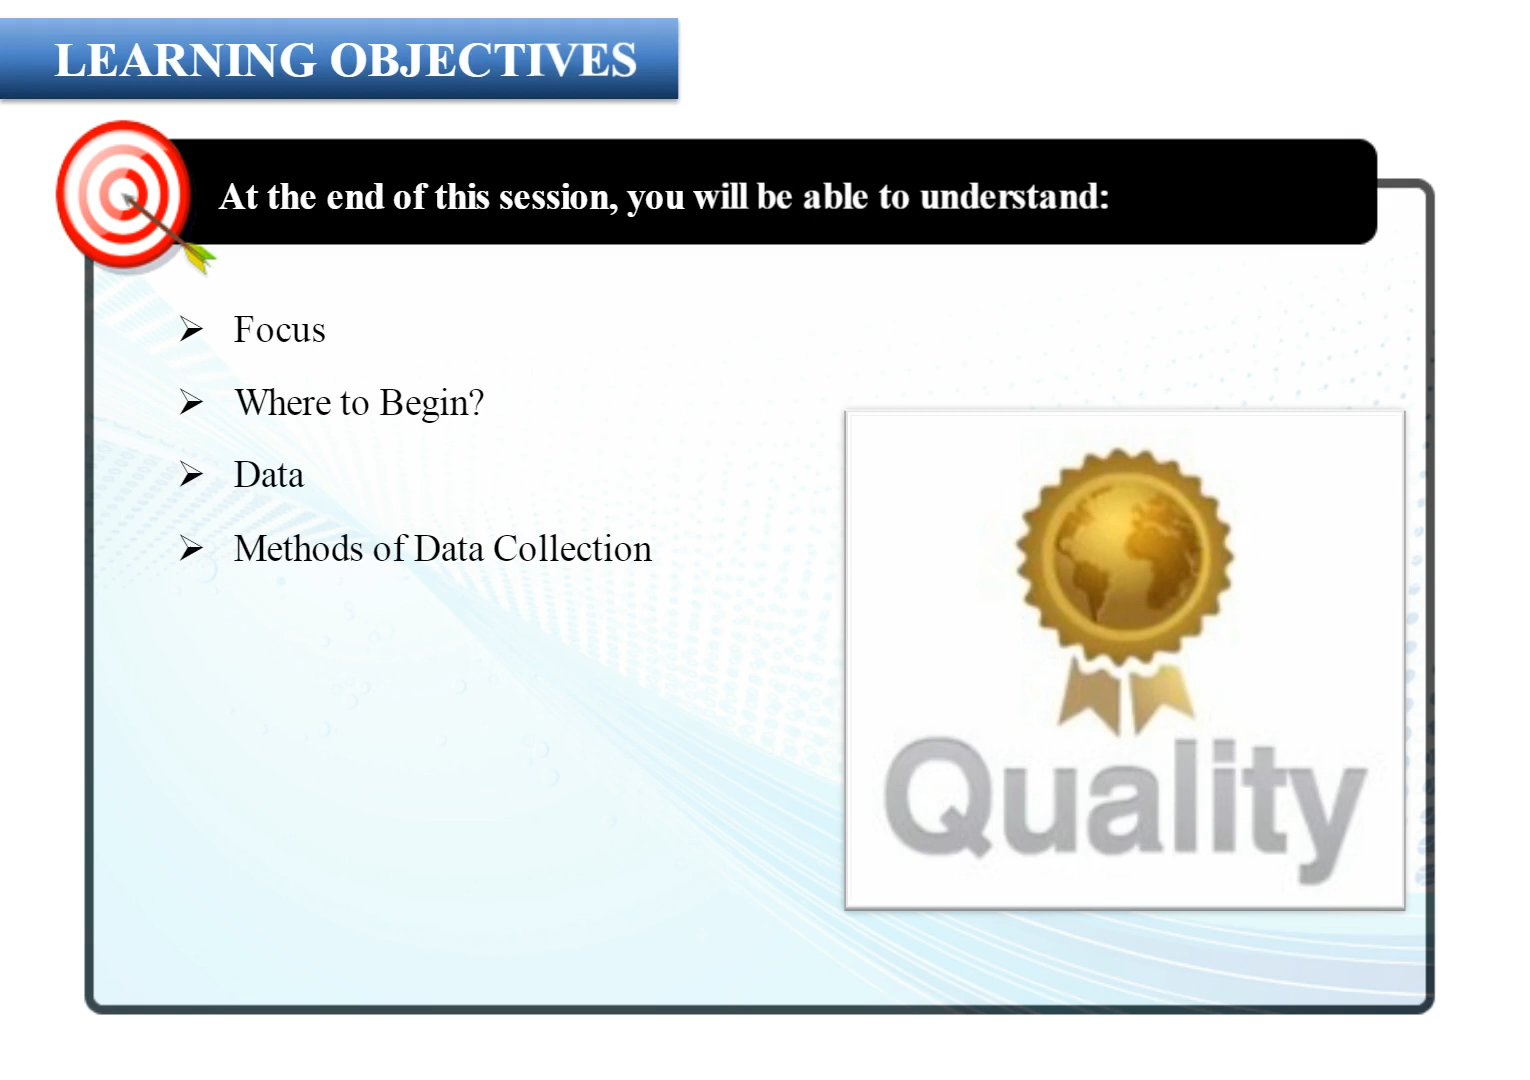 LEARNING OBJECTIVES
At the end of this session, you will be able to understand:
➢ Focus
➢ Where to Begin?
➢ Data
➢ Methods of Data Collection
Quality